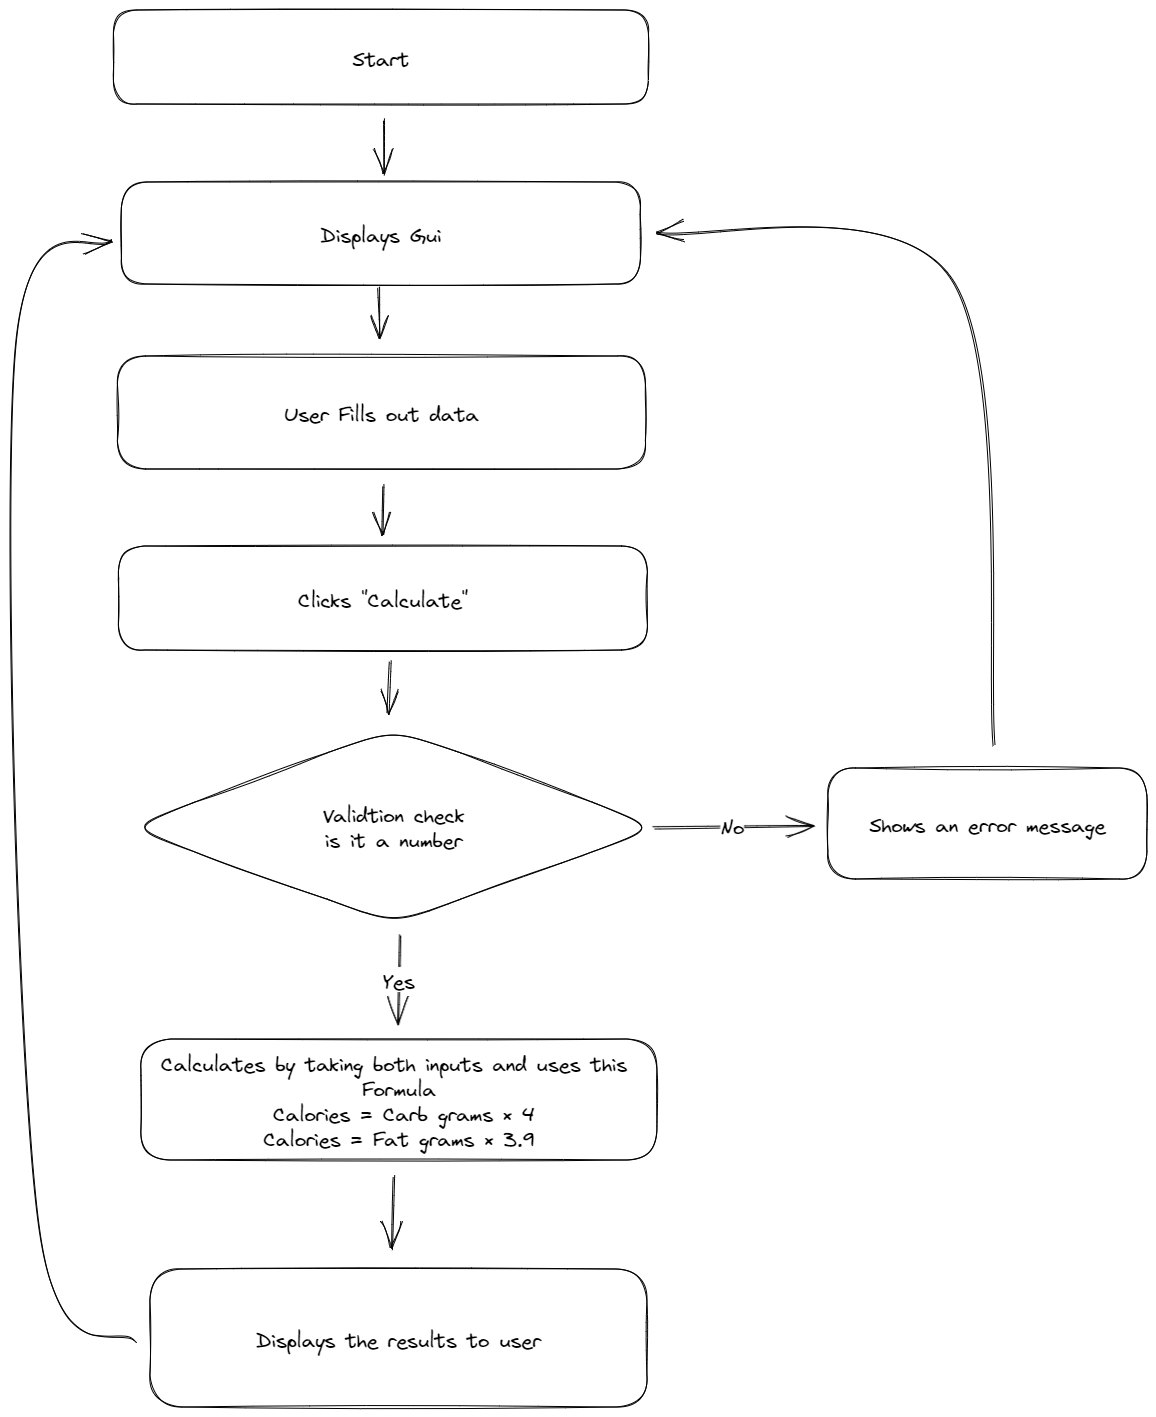 Start
Displays Gui
User Fills out data
Clicks "Calculate"
Validtion check
is it a number
No
Shows an error message
Yes
Calculates by taking both inputs and uses this
Formula
Calories = Carb grams × 4
Calories = Fat grams × 3.9
Displays the results to user